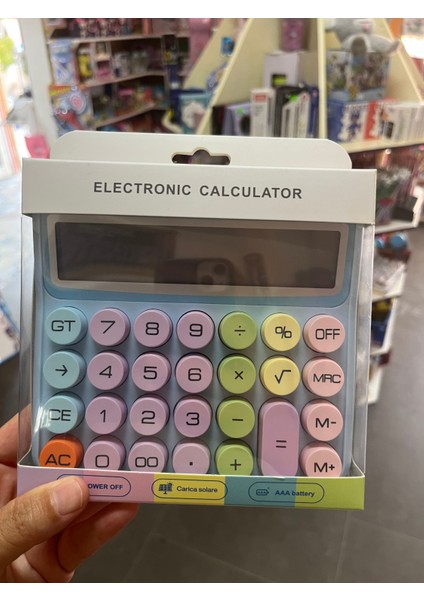 ELECTRONIC CALCULATOR
GT 7 8 9 ÷ % OFF
→ 4 5 6 × √ MRC
CE 1 2 3 − = M-
AC 0 00 . + M+
OWER OFF Carica solare AAA battery